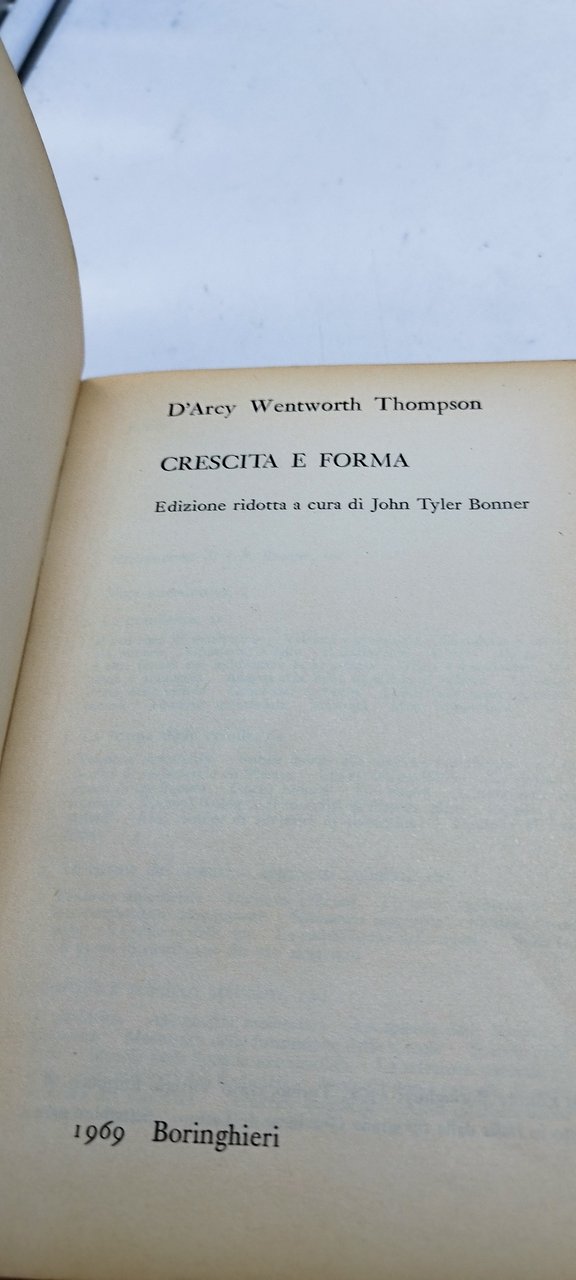 D'Arcy Wentworth Thompson
CRESCITA E FORMA
Edizione ridotta a cura di John Tyler Bonner
1969 Boringhieri